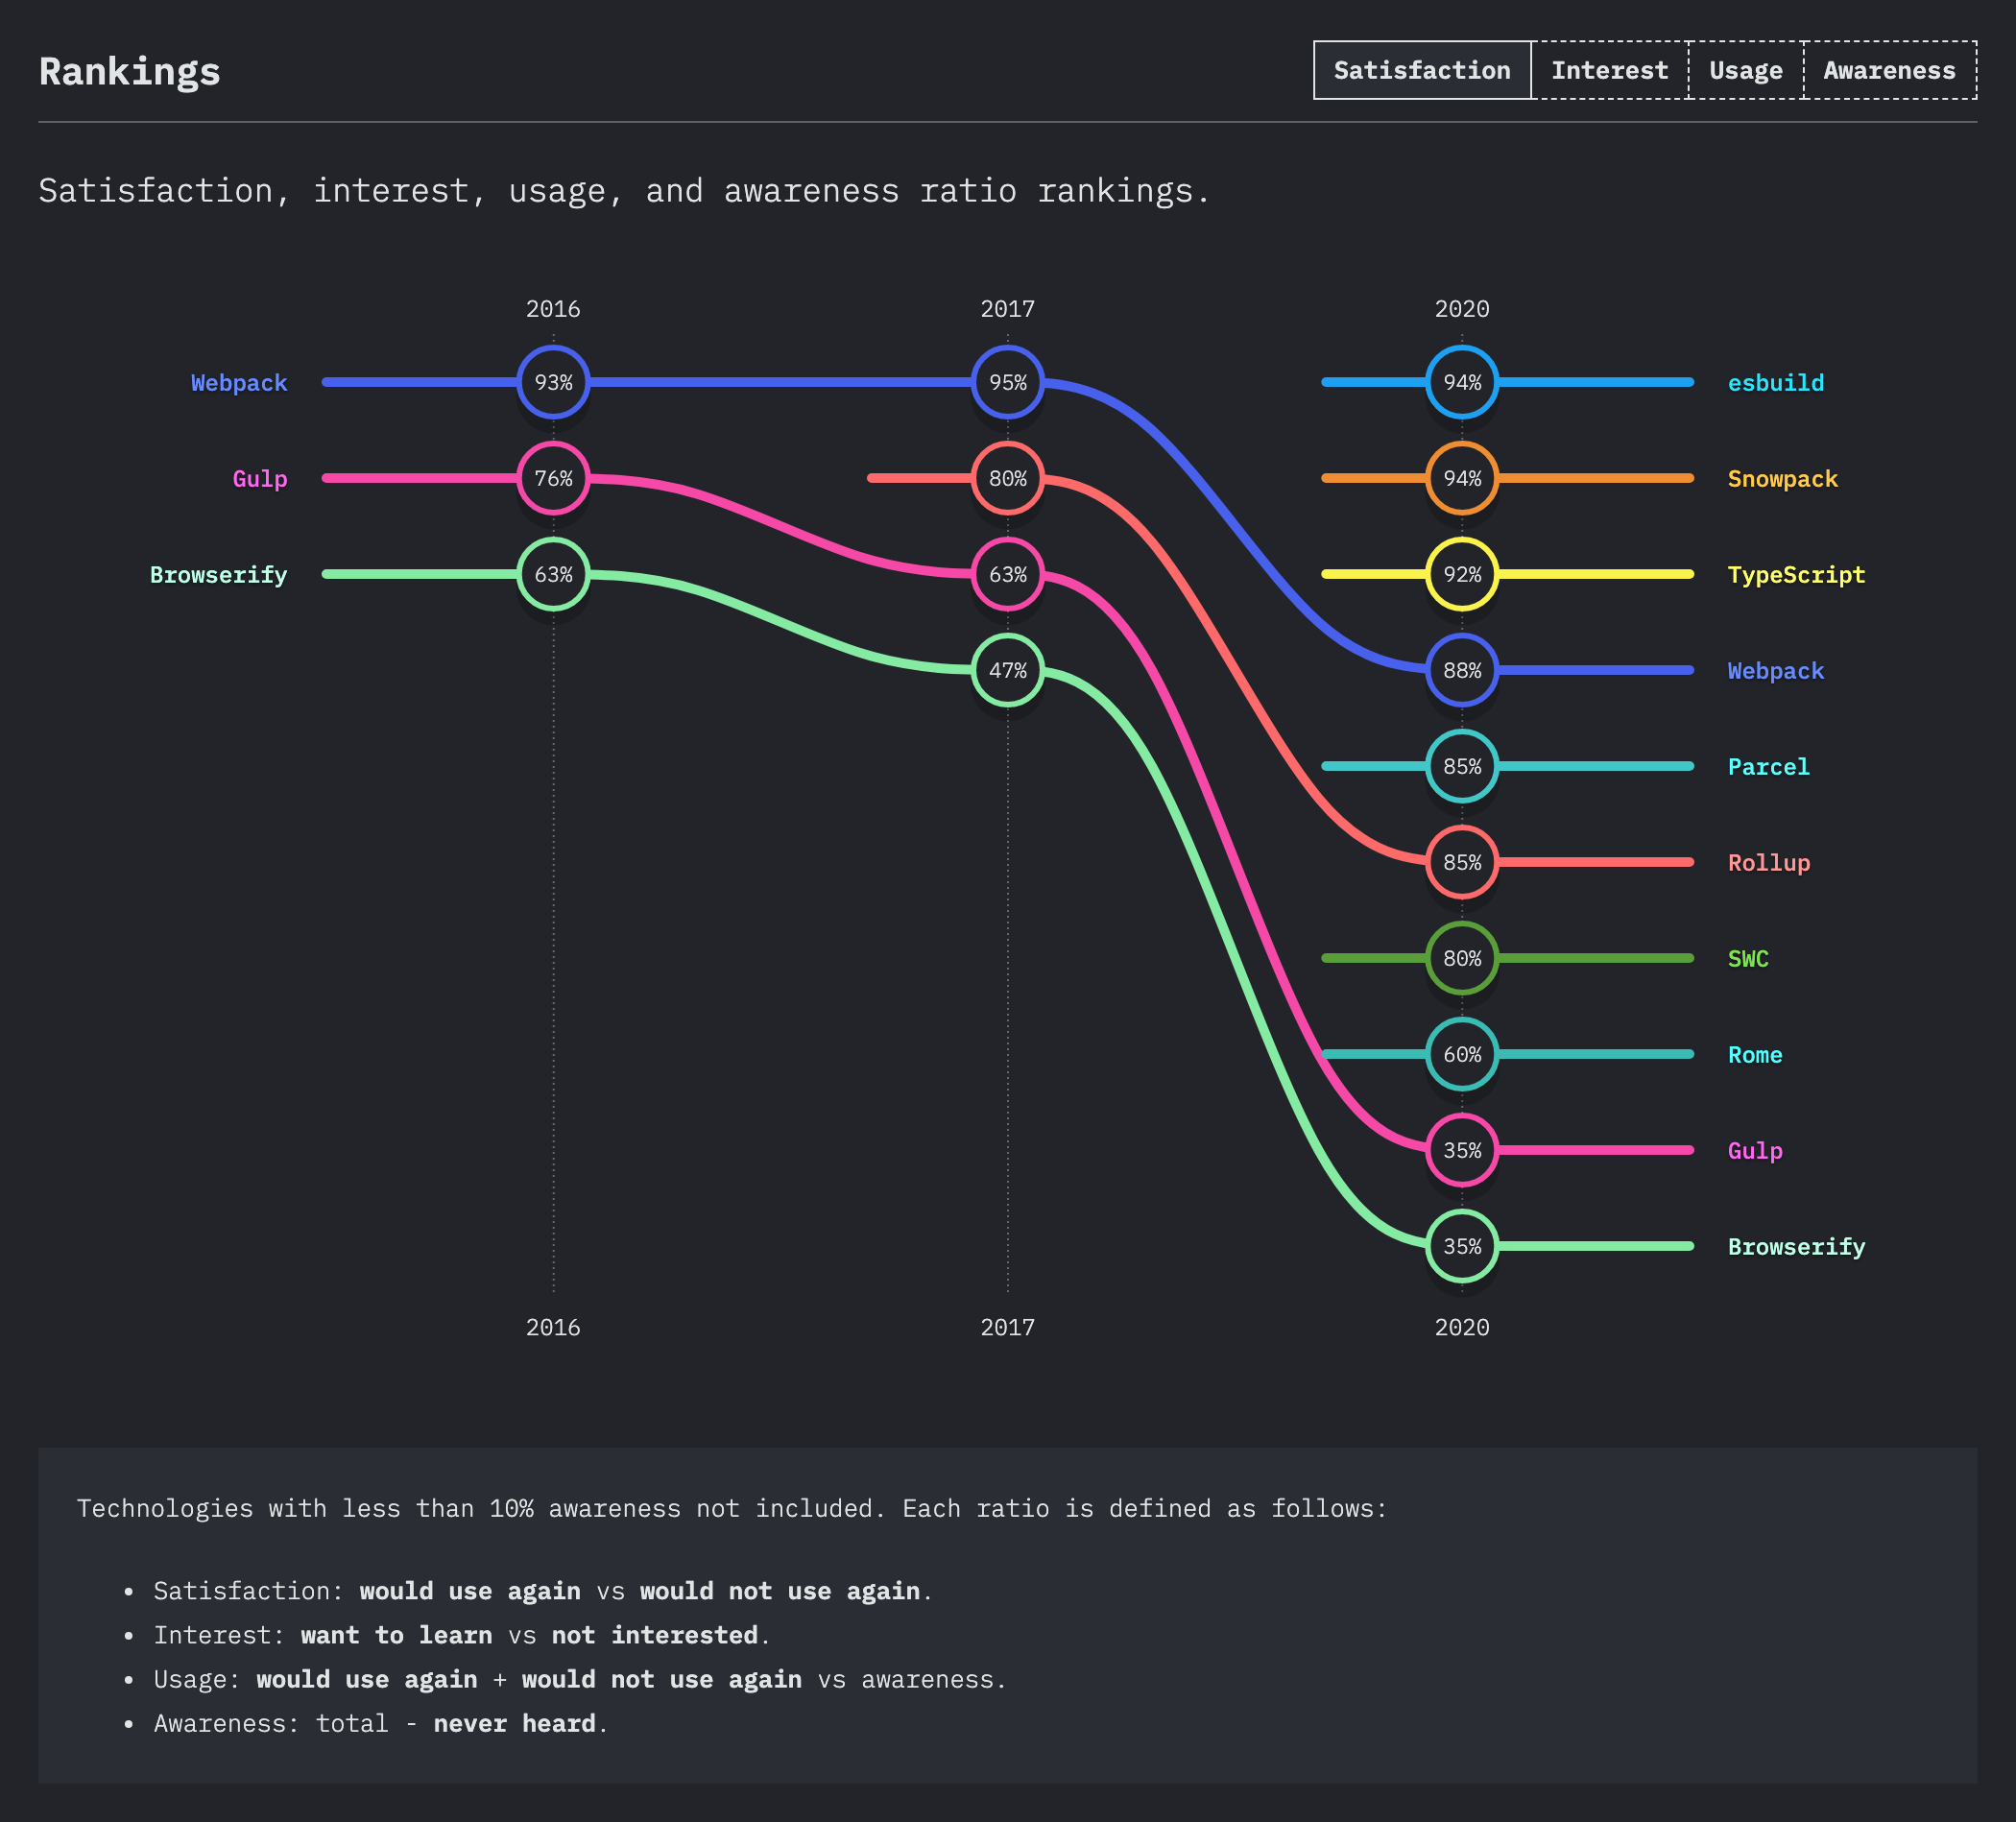 Rankings
Satisfaction Interest Usage Awareness
Satisfaction, interest, usage, and awareness ratio rankings.
2016 2017 2020
Webpack 93% 95% 94% esbuild
Gulp 76% 80% 94% Snowpack
Browserify 63% 63% 92% TypeScript
47% 88% Webpack
85% Parcel
85% Rollup
80% SWC
60% Rome
35% Gulp
35% Browserify
2016 2017 2020
Technologies with less than 10% awareness not included. Each ratio is defined as follows:
• Satisfaction: would use again vs would not use again.
• Interest: want to learn vs not interested.
• Usage: would use again + would not use again vs awareness.
• Awareness: total - never heard.